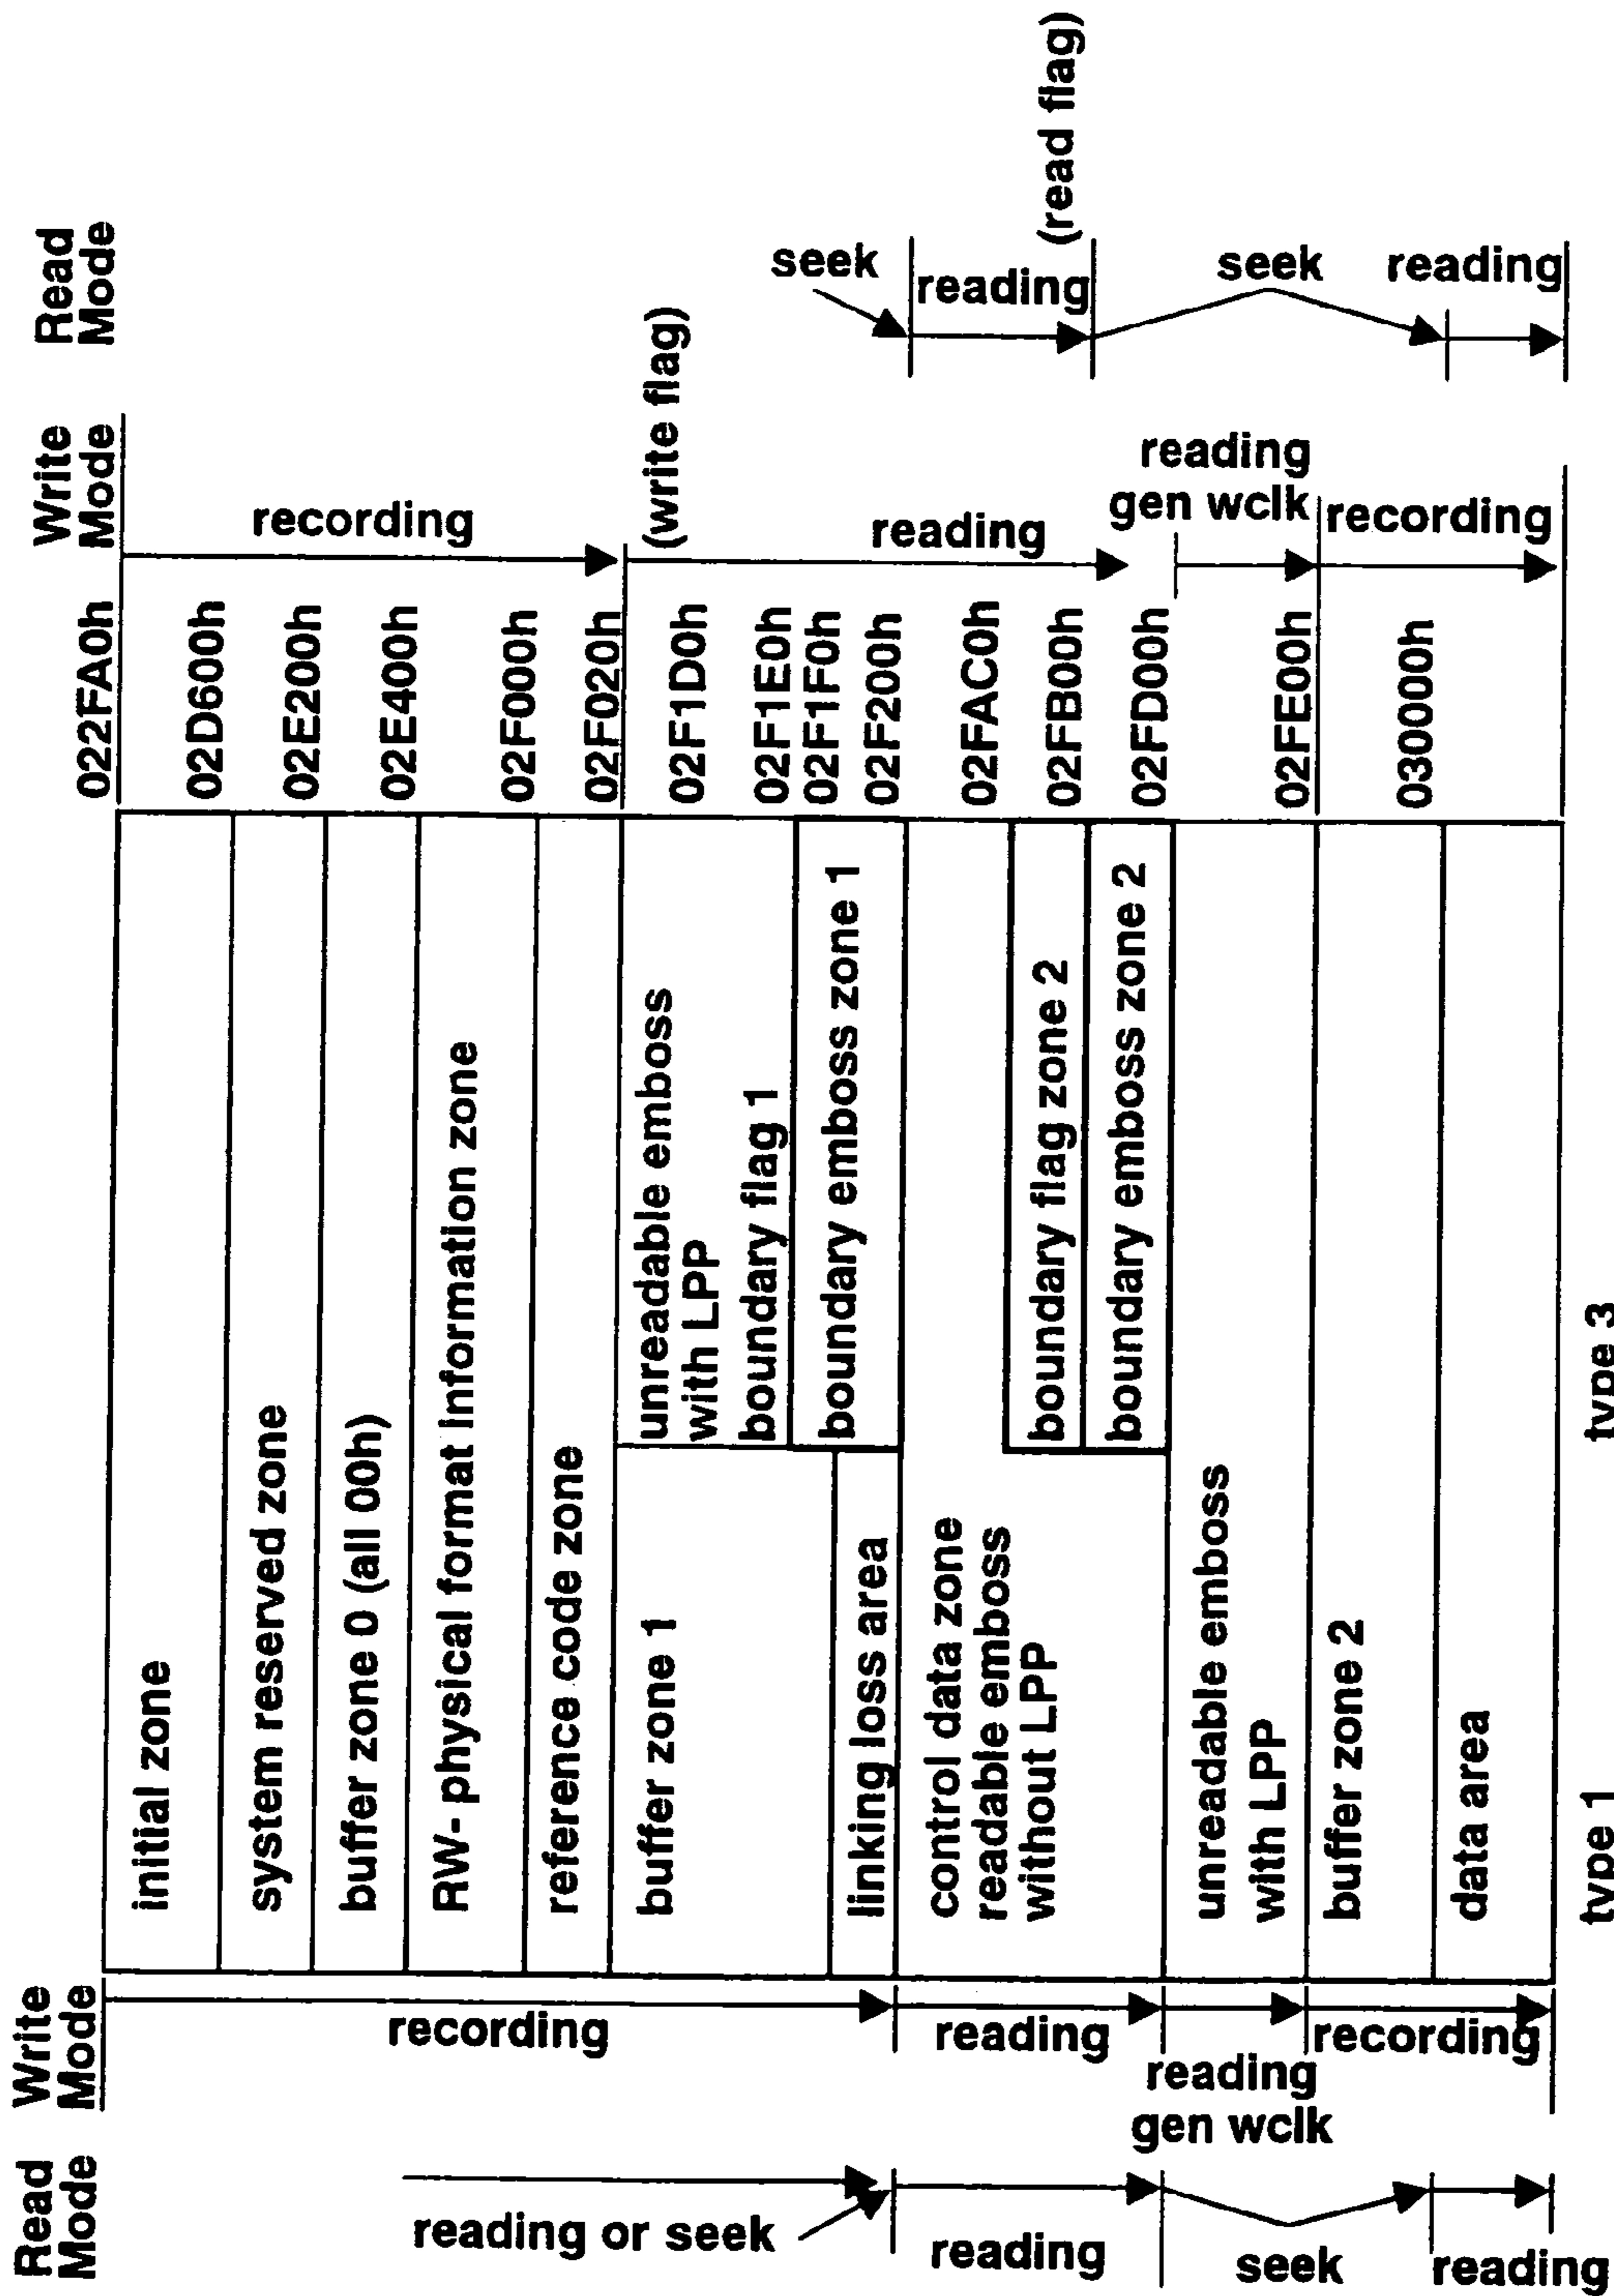 Read
Mode
Write
Mode
Write
Mode
Read
Mode
022FA0h
initial zone
02D600h
system reserved zone
02E200h
buffer zone 0 (all 00h)
02E400h
RW- physical format information zone
02F000h
reference code zone
02F020h
recording
recording
(write flag)
buffer zone 1
unreadable emboss
with LPP
02F1D0h
boundary flag 1
02F1E0h
boundary emboss zone 1
02F1F0h
linking loss area
02F200h
reading or seek
seek
control data zone
readable emboss
without LPP
02FAC0h
boundary flag zone 2
02FB00h
boundary emboss zone 2
02FD00h
reading
reading
reading
reading
(read flag)
unreadable emboss
with LPP
02FE00h
reading
gen wclk
reading
gen wclk
seek
seek
buffer zone 2
030000h
data area
recording
recording
reading
reading
type 1
type 3